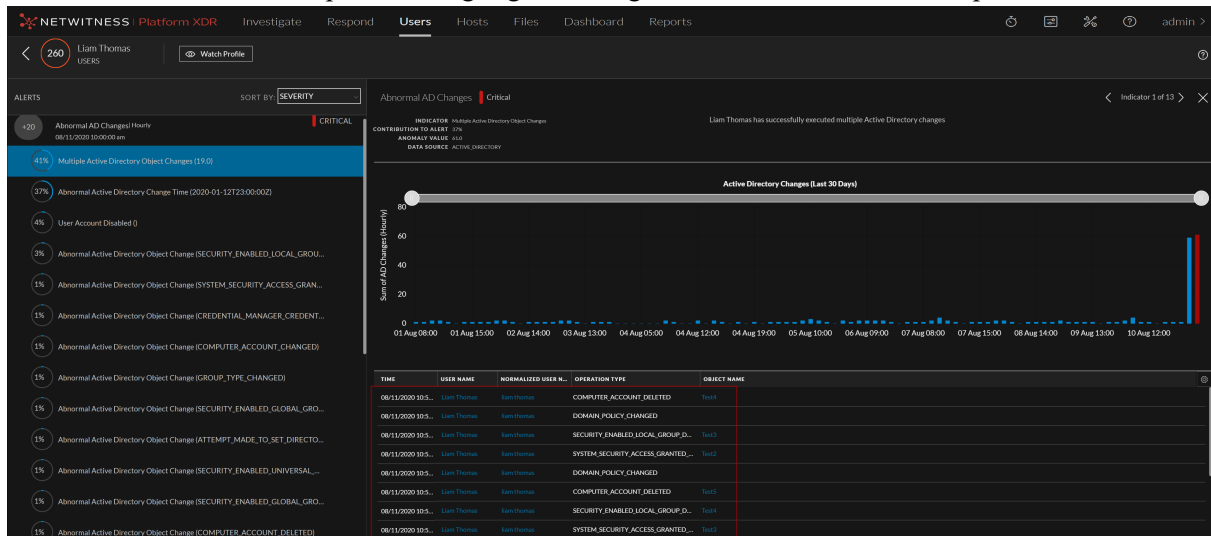 NETWITNESS | Platform XDR Investigate Respond Users Hosts Files Dashboard Reports admin >
260 Liam Thomas
USERS
Watch Profile
ALERTS SORT BY: SEVERITY
+20 Abnormal AD Changes| Hourly CRITICAL
08/11/2020 10:00:00 am
41% Multiple Active Directory Object Changes (19.0)
37% Abnormal Active Directory Change Time (2020-01-12T23:00:00Z)
4% User Account Disabled ()
3% Abnormal Active Directory Object Change (SECURITY_ENABLED_LOCAL_GROU...
1% Abnormal Active Directory Object Change (SYSTEM_SECURITY_ACCESS_GRAN...
1% Abnormal Active Directory Object Change (CREDENTIAL_MANAGER_CREDENT...
1% Abnormal Active Directory Object Change (COMPUTER_ACCOUNT_CHANGED)
1% Abnormal Active Directory Object Change (GROUP_TYPE_CHANGED)
1% Abnormal Active Directory Object Change (SECURITY_ENABLED_GLOBAL_GRO...
1% Abnormal Active Directory Object Change (ATTEMPT_MADE_TO_SET_DIRECTO...
1% Abnormal Active Directory Object Change (SECURITY_ENABLED_UNIVERSAL_...
1% Abnormal Active Directory Object Change (SECURITY_ENABLED_GLOBAL_GRO...
1% Abnormal Active Directory Object Change (COMPUTER_ACCOUNT_DELETED)
Abnormal AD Changes Critical < Indicator 1 of 13 >
INDICATOR Multiple Active Directory Object Changes
CONTRIBUTION TO ALERT 37%
ANOMALY VALUE 61.0
DATA SOURCE ACTIVE_DIRECTORY
Liam Thomas has successfully executed multiple Active Directory changes
Active Directory Changes (Last 30 Days)
Sum of AD Changes (Hourly)
80
60
40
20
0
01 Aug 08:00 01 Aug 15:00 02 Aug 14:00 03 Aug 13:00 04 Aug 05:00 04 Aug 12:00 04 Aug 19:00 05 Aug 10:00 06 Aug 09:00 07 Aug 08:00 07 Aug 15:00 08 Aug 14:00 09 Aug 13:00 10 Aug 12:00
TIME USER NAME NORMALIZED USER N... OPERATION TYPE OBJECT NAME
08/11/2020 10:5... Liam Thomas liam thomas COMPUTER_ACCOUNT_DELETED Test4
08/11/2020 10:5... Liam Thomas liam thomas DOMAIN_POLICY_CHANGED
08/11/2020 10:5... Liam Thomas liam thomas SECURITY_ENABLED_LOCAL_GROUP_D... Test3
08/11/2020 10:5... Liam Thomas liam thomas SYSTEM_SECURITY_ACCESS_GRANTED_... Test2
08/11/2020 10:5... Liam Thomas liam thomas DOMAIN_POLICY_CHANGED
08/11/2020 10:5... Liam Thomas liam thomas COMPUTER_ACCOUNT_DELETED Test5
08/11/2020 10:5... Liam Thomas liam thomas SECURITY_ENABLED_LOCAL_GROUP_D... Test4
08/11/2020 10:5... Liam Thomas liam thomas SYSTEM_SECURITY_ACCESS_GRANTED_... Test3